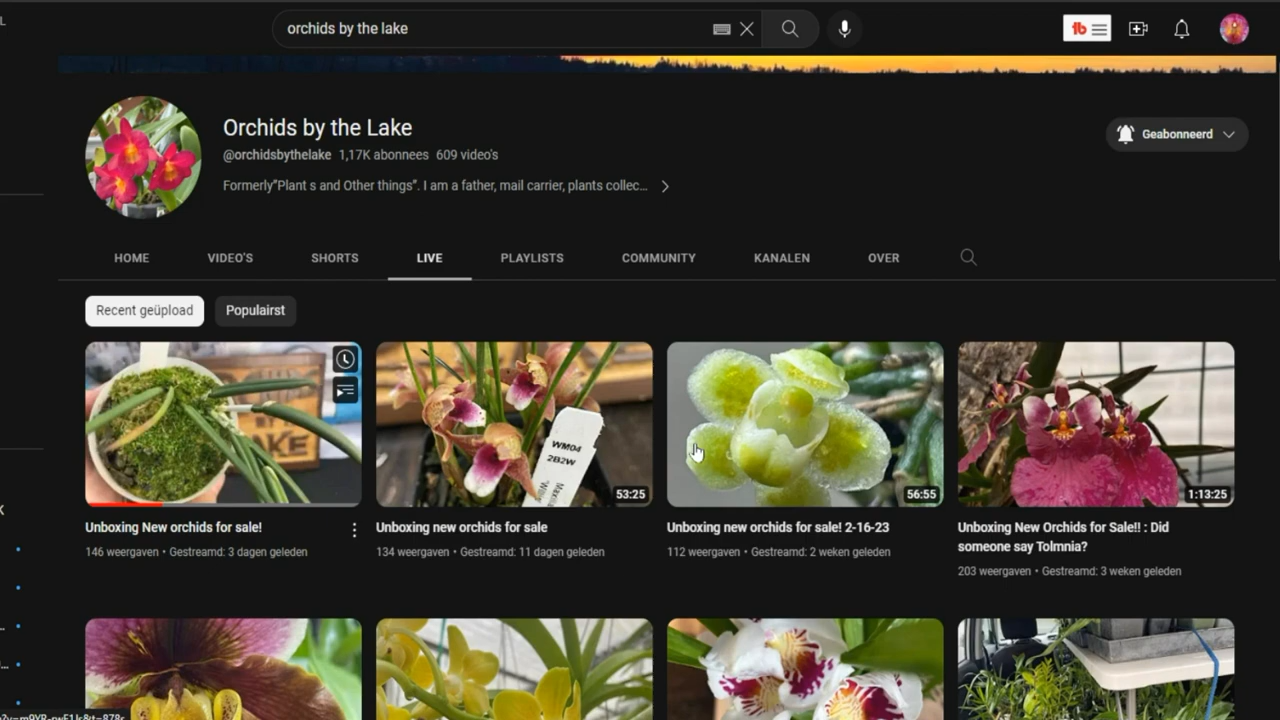 L
orchids by the lake
tb
Orchids by the Lake
@orchidsbythelake 1,17K abonnees 609 video's
Formerly"Plant s and Other things". I am a father, mail carrier, plants collec...
Geabonneerd
HOME VIDEO'S SHORTS LIVE PLAYLISTS COMMUNITY KANALEN OVER
Recent geüpload Populairst
LAKE
WM04
2B2W
53:25
56:55
1:13:25
Unboxing New orchids for sale!
146 weergaven • Gestreamd: 3 dagen geleden
Unboxing new orchids for sale
134 weergaven • Gestreamd: 11 dagen geleden
Unboxing new orchids for sale! 2-16-23
112 weergaven • Gestreamd: 2 weken geleden
Unboxing New Orchids for Sale!! : Did
someone say Tolmnia?
203 weergaven • Gestreamd: 3 weken geleden
K